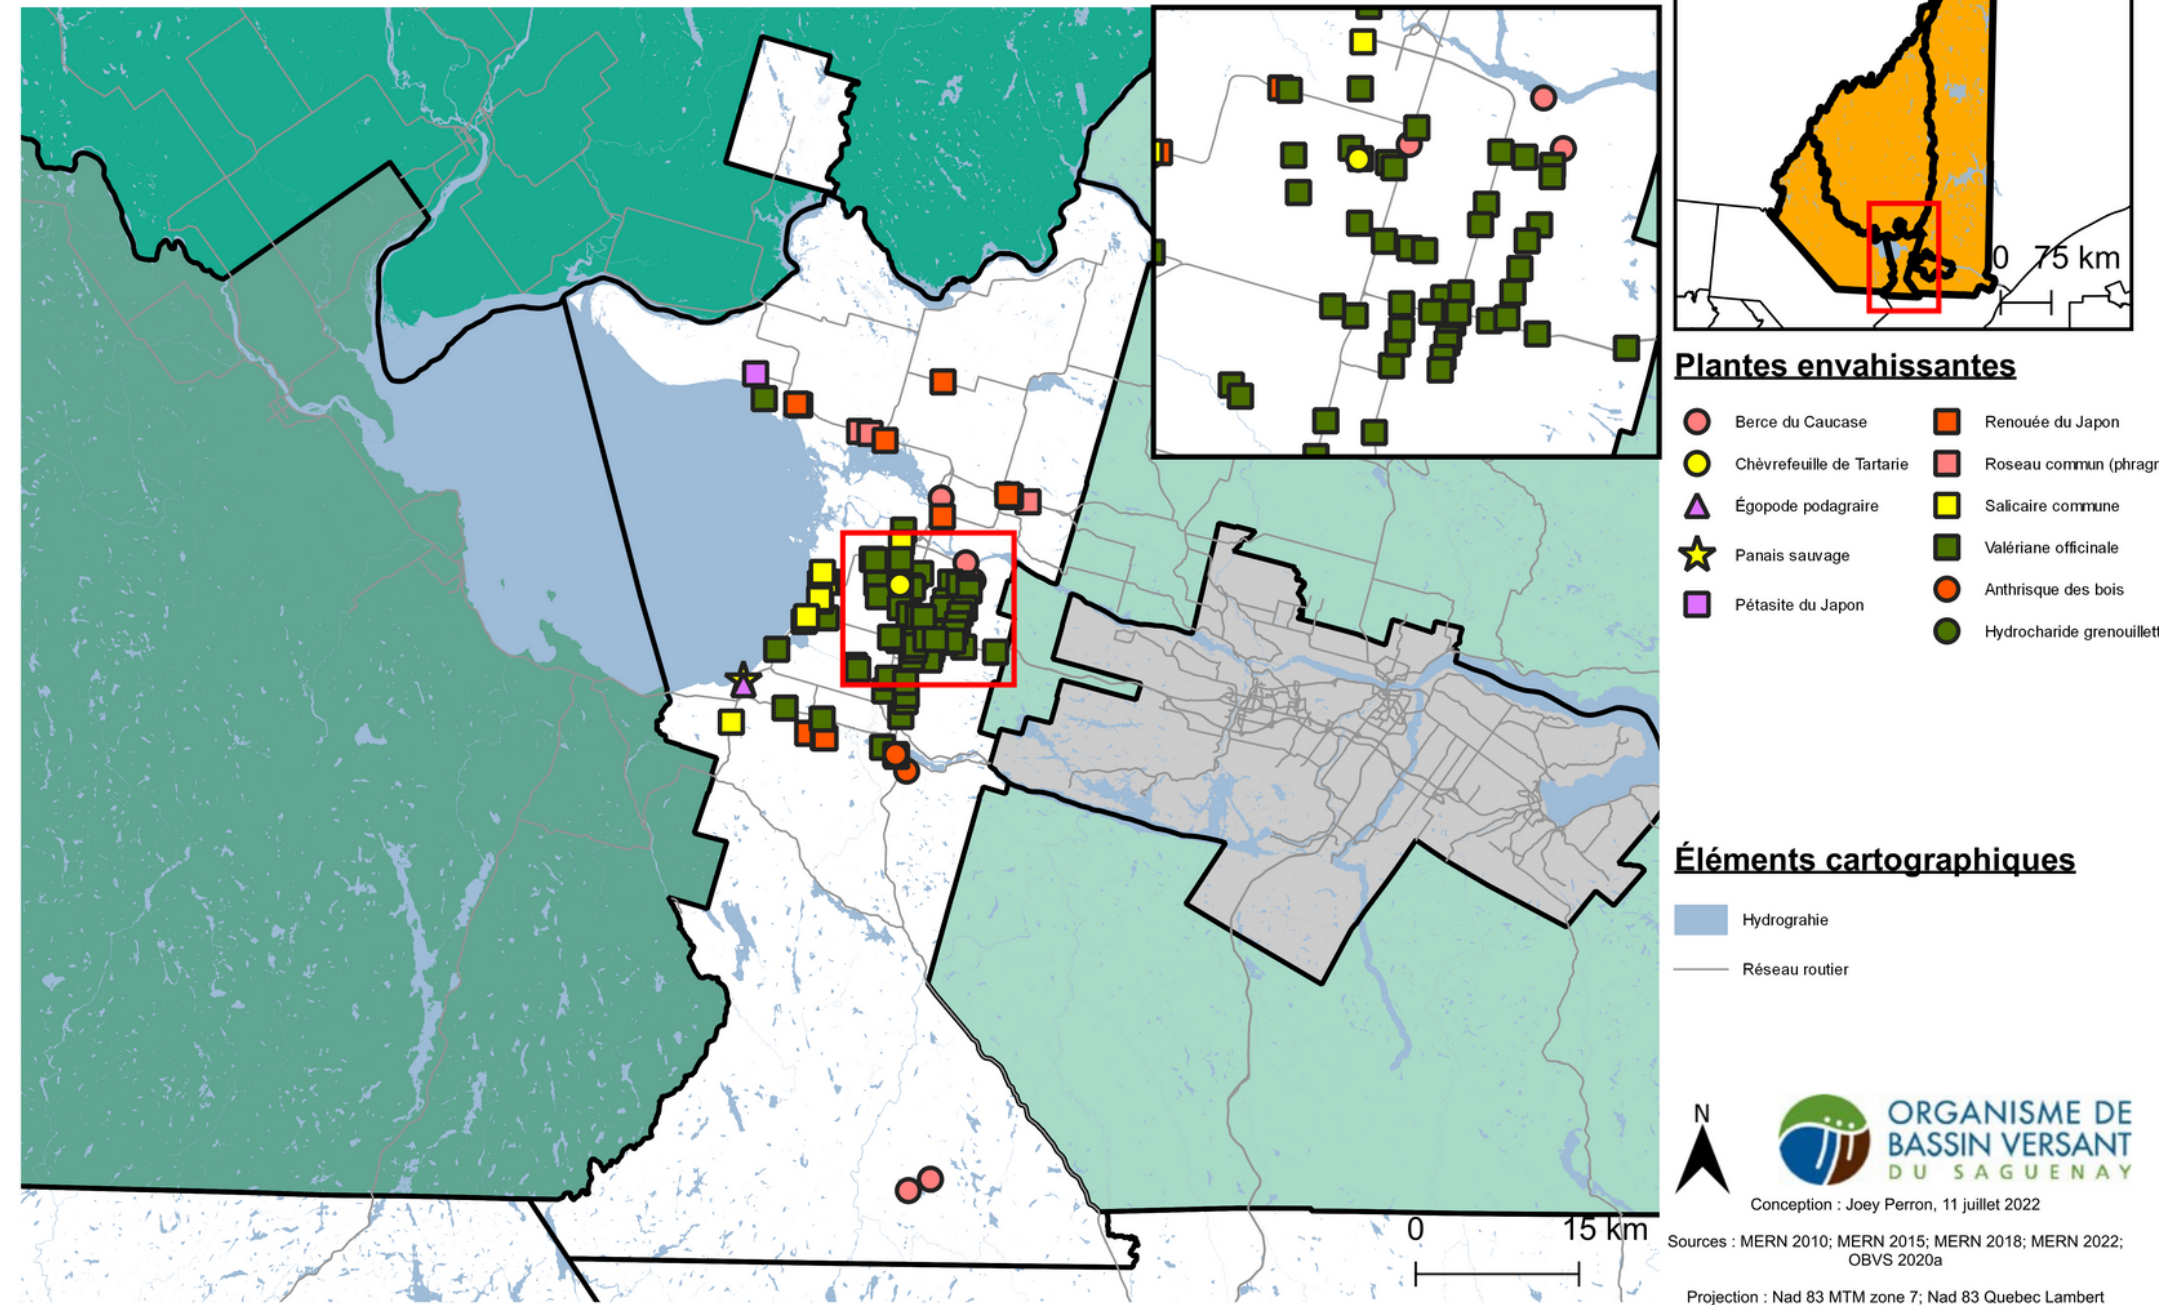 0 75 km
Plantes envahissantes
Berce du Caucase
Chèvrefeuille de Tartarie
Égopode podagraire
Panais sauvage
Pétasite du Japon
Renouée du Japon
Roseau commun (phragn
Salicaire commune
Valériane officinale
Anthrisque des bois
Hydrocharide grenouillett
Éléments cartographiques
Hydrograhie
Réseau routier
N
ORGANISME DE
BASSIN VERSANT
DU SAGUENAY
Conception : Joey Perron, 11 juillet 2022
0 15 km
Sources : MERN 2010; MERN 2015; MERN 2018; MERN 2022;
OBVS 2020a
Projection : Nad 83 MTM zone 7; Nad 83 Quebec Lambert